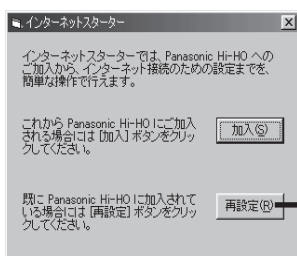 インターネットスターター
インターネットスターターでは、Panasonic Hi-HO への
ご加入から、インターネット接続のための設定までを、
簡単な操作で行えます。
これから Panasonic Hi-HO にご加入
される場合には [加入] ボタンをクリッ
クしてください。
加入(S)
既に Panasonic Hi-HO に加入されて
いる場合には [再設定] ボタンをクリッ
クしてください。
再設定(R)